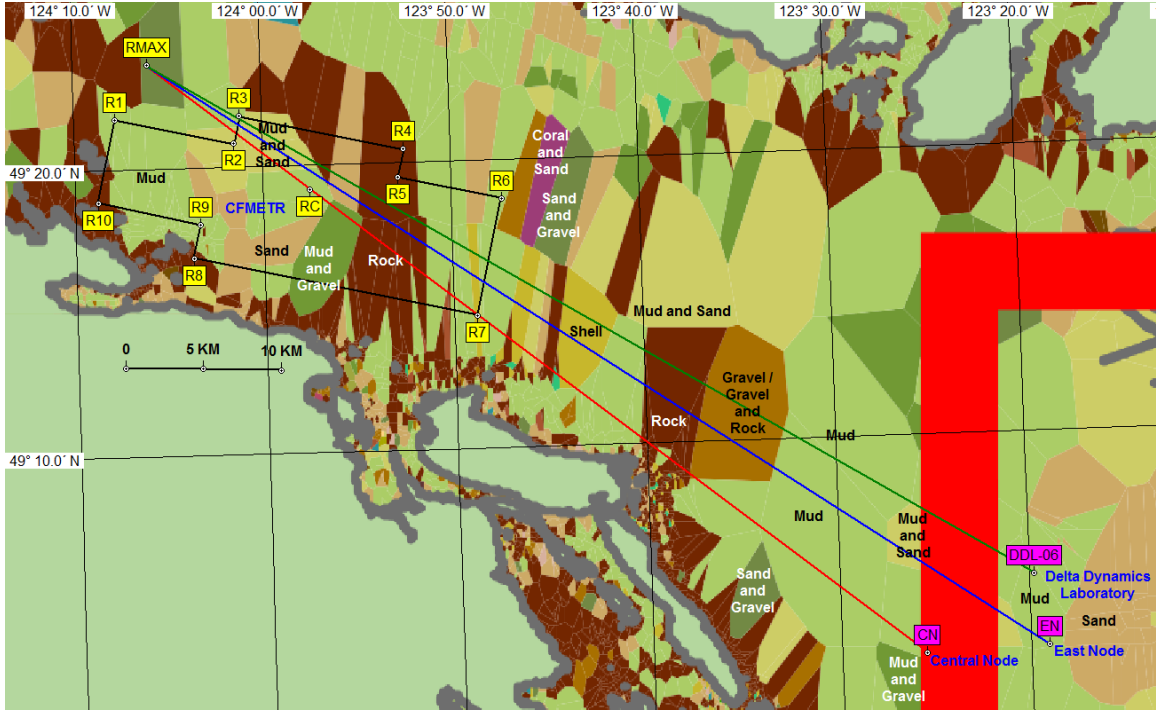 124° 10.0´ W
124° 00.0´ W
123° 50.0´ W
123° 40.0´ W
123° 30.0´ W
123° 20.0´ W
RMAX
R1
R3
R4
Mud
and
Sand
R2
Coral
and
Sand
49° 20.0´ N
Mud
R5
R6
R10
R9
CFMETR
RC
Sand
and
Gravel
Sand
Mud
and
Gravel
Rock
R8
R7
Shell
Mud and Sand
0
5 KM
10 KM
Gravel /
Gravel
and
Rock
Rock
Mud
49° 10.0´ N
Mud
Mud
and
Sand
DDL-06
Delta Dynamics
Laboratory
Sand
and
Gravel
Mud
Sand
CN
EN
Central Node
East Node
Mud
and
Gravel